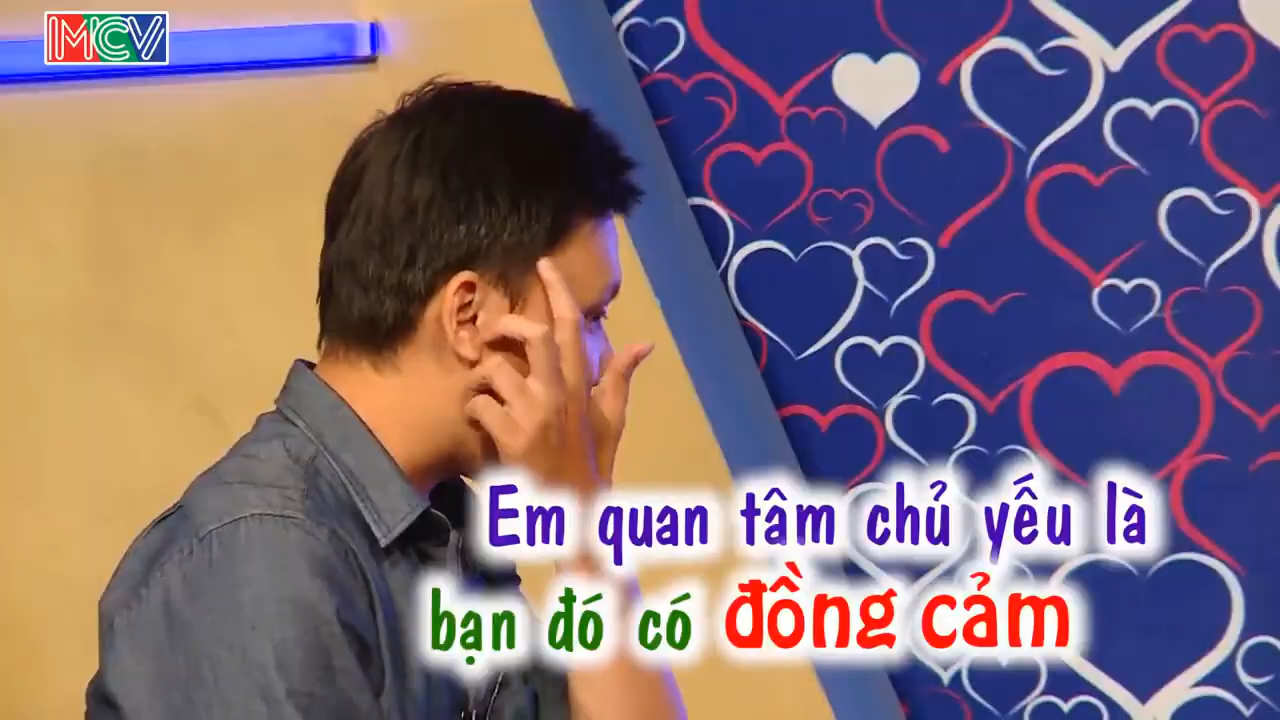 MCV
Em quan tâm chủ yếu là
bạn đó có đồng cảm